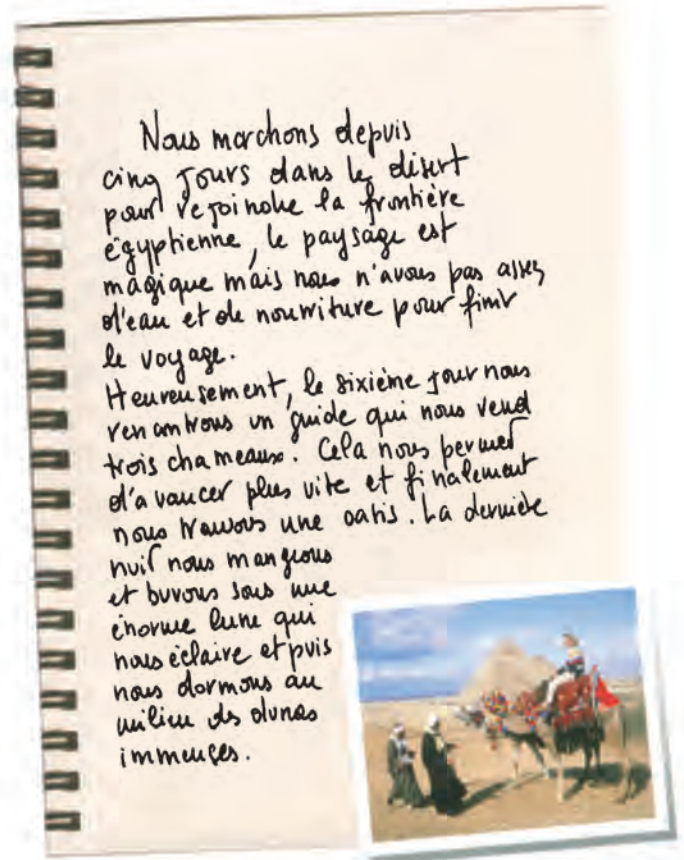 Nous marchons depuis
cinq jours dans le désert
pour rejoindre la frontière
égyptienne, le paysage est
magique mais nous n'avons pas assez
d'eau et de nourriture pour finir
le voyage.
Heureusement, le sixième jour nous
rencontrons un guide qui nous vend
trois chameaux. Cela nous permet
d'avancer plus vite et finalement
nous trouvons une oasis. La dernière
nuit nous mangeons
et buvons sous une
énorme lune qui
nous éclaire et puis
nous dormons au
milieu des dunes
immenses.